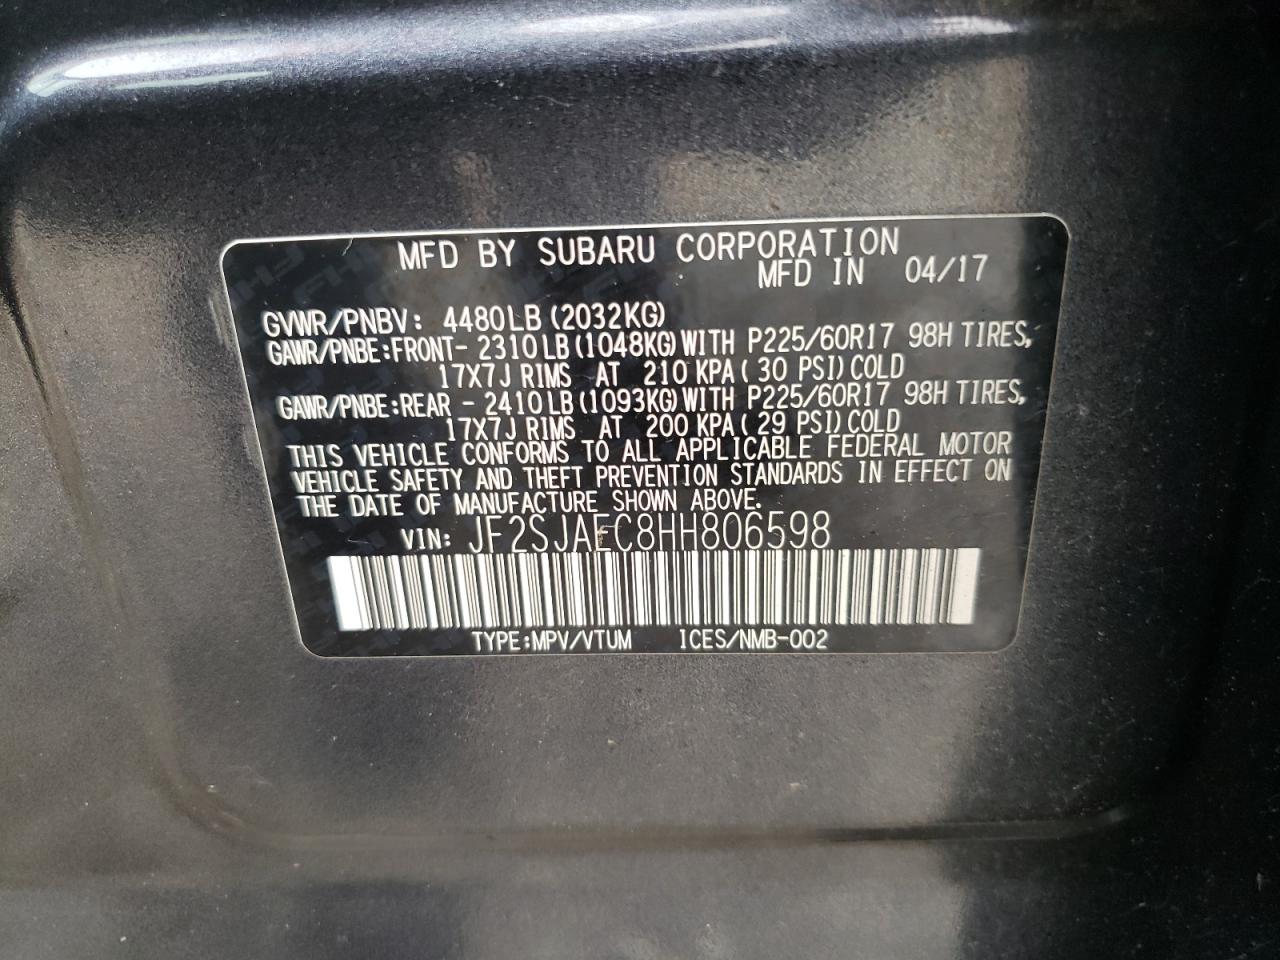 MFD BY SUBARU CORPORATION
MFD IN 04/17
GVWR/PNBV: 4480LB (2032KG)
GAWR/PNBE:FRONT- 2310LB(1048KG)WITH P225/60R17 98H TIRES,
17X7J RIMS AT 210 KPA( 30 PSI)COLD
GAWR/PNBE:REAR - 2410LB(1093KG)WITH P225/60R17 98H TIRES,
17X7J RIMS AT 200 KPA( 29 PSI)COLD
THIS VEHICLE CONFORMS TO ALL APPLICABLE FEDERAL MOTOR
VEHICLE SAFETY AND THEFT PREVENTION STANDARDS IN EFFECT ON
THE DATE OF MANUFACTURE SHOWN ABOVE.
VIN: JF2SJAEC8HH806598
TYPE:MPV/VTUM ICES/NMB-002